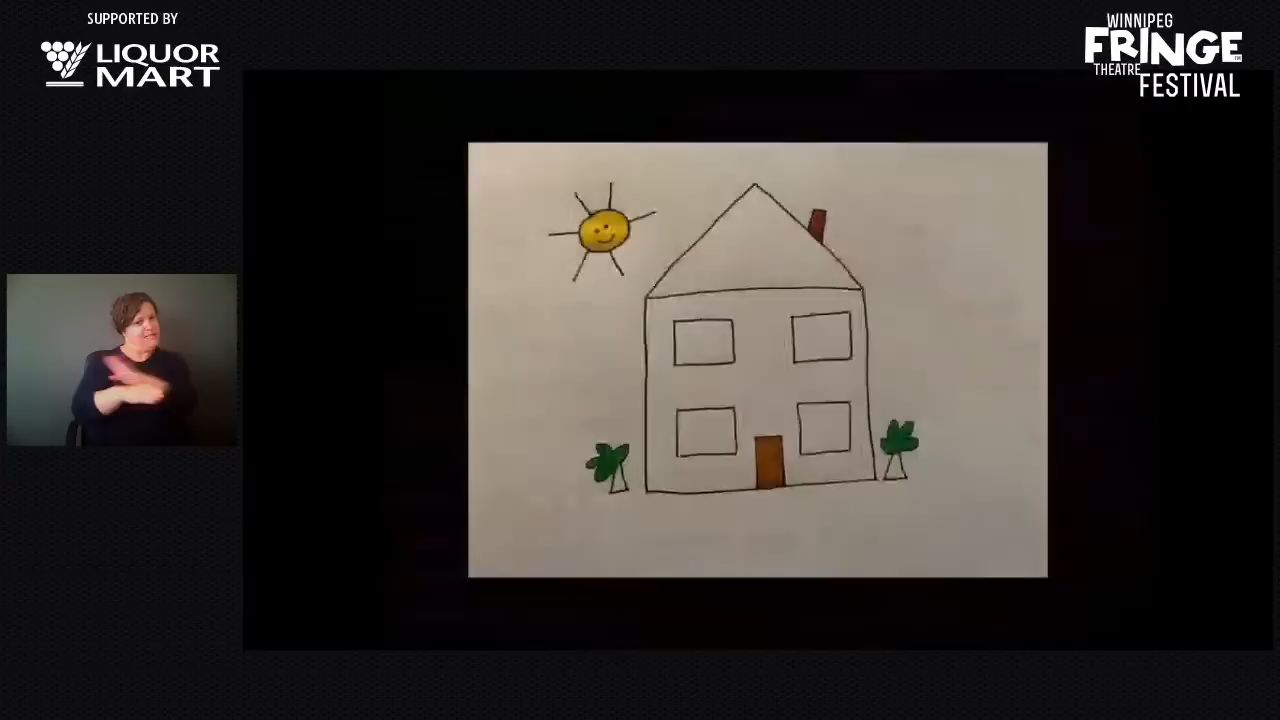 SUPPORTED BY
LIQUOR
MART
WINNIPEG
FRINGE
THEATRE
FESTIVAL